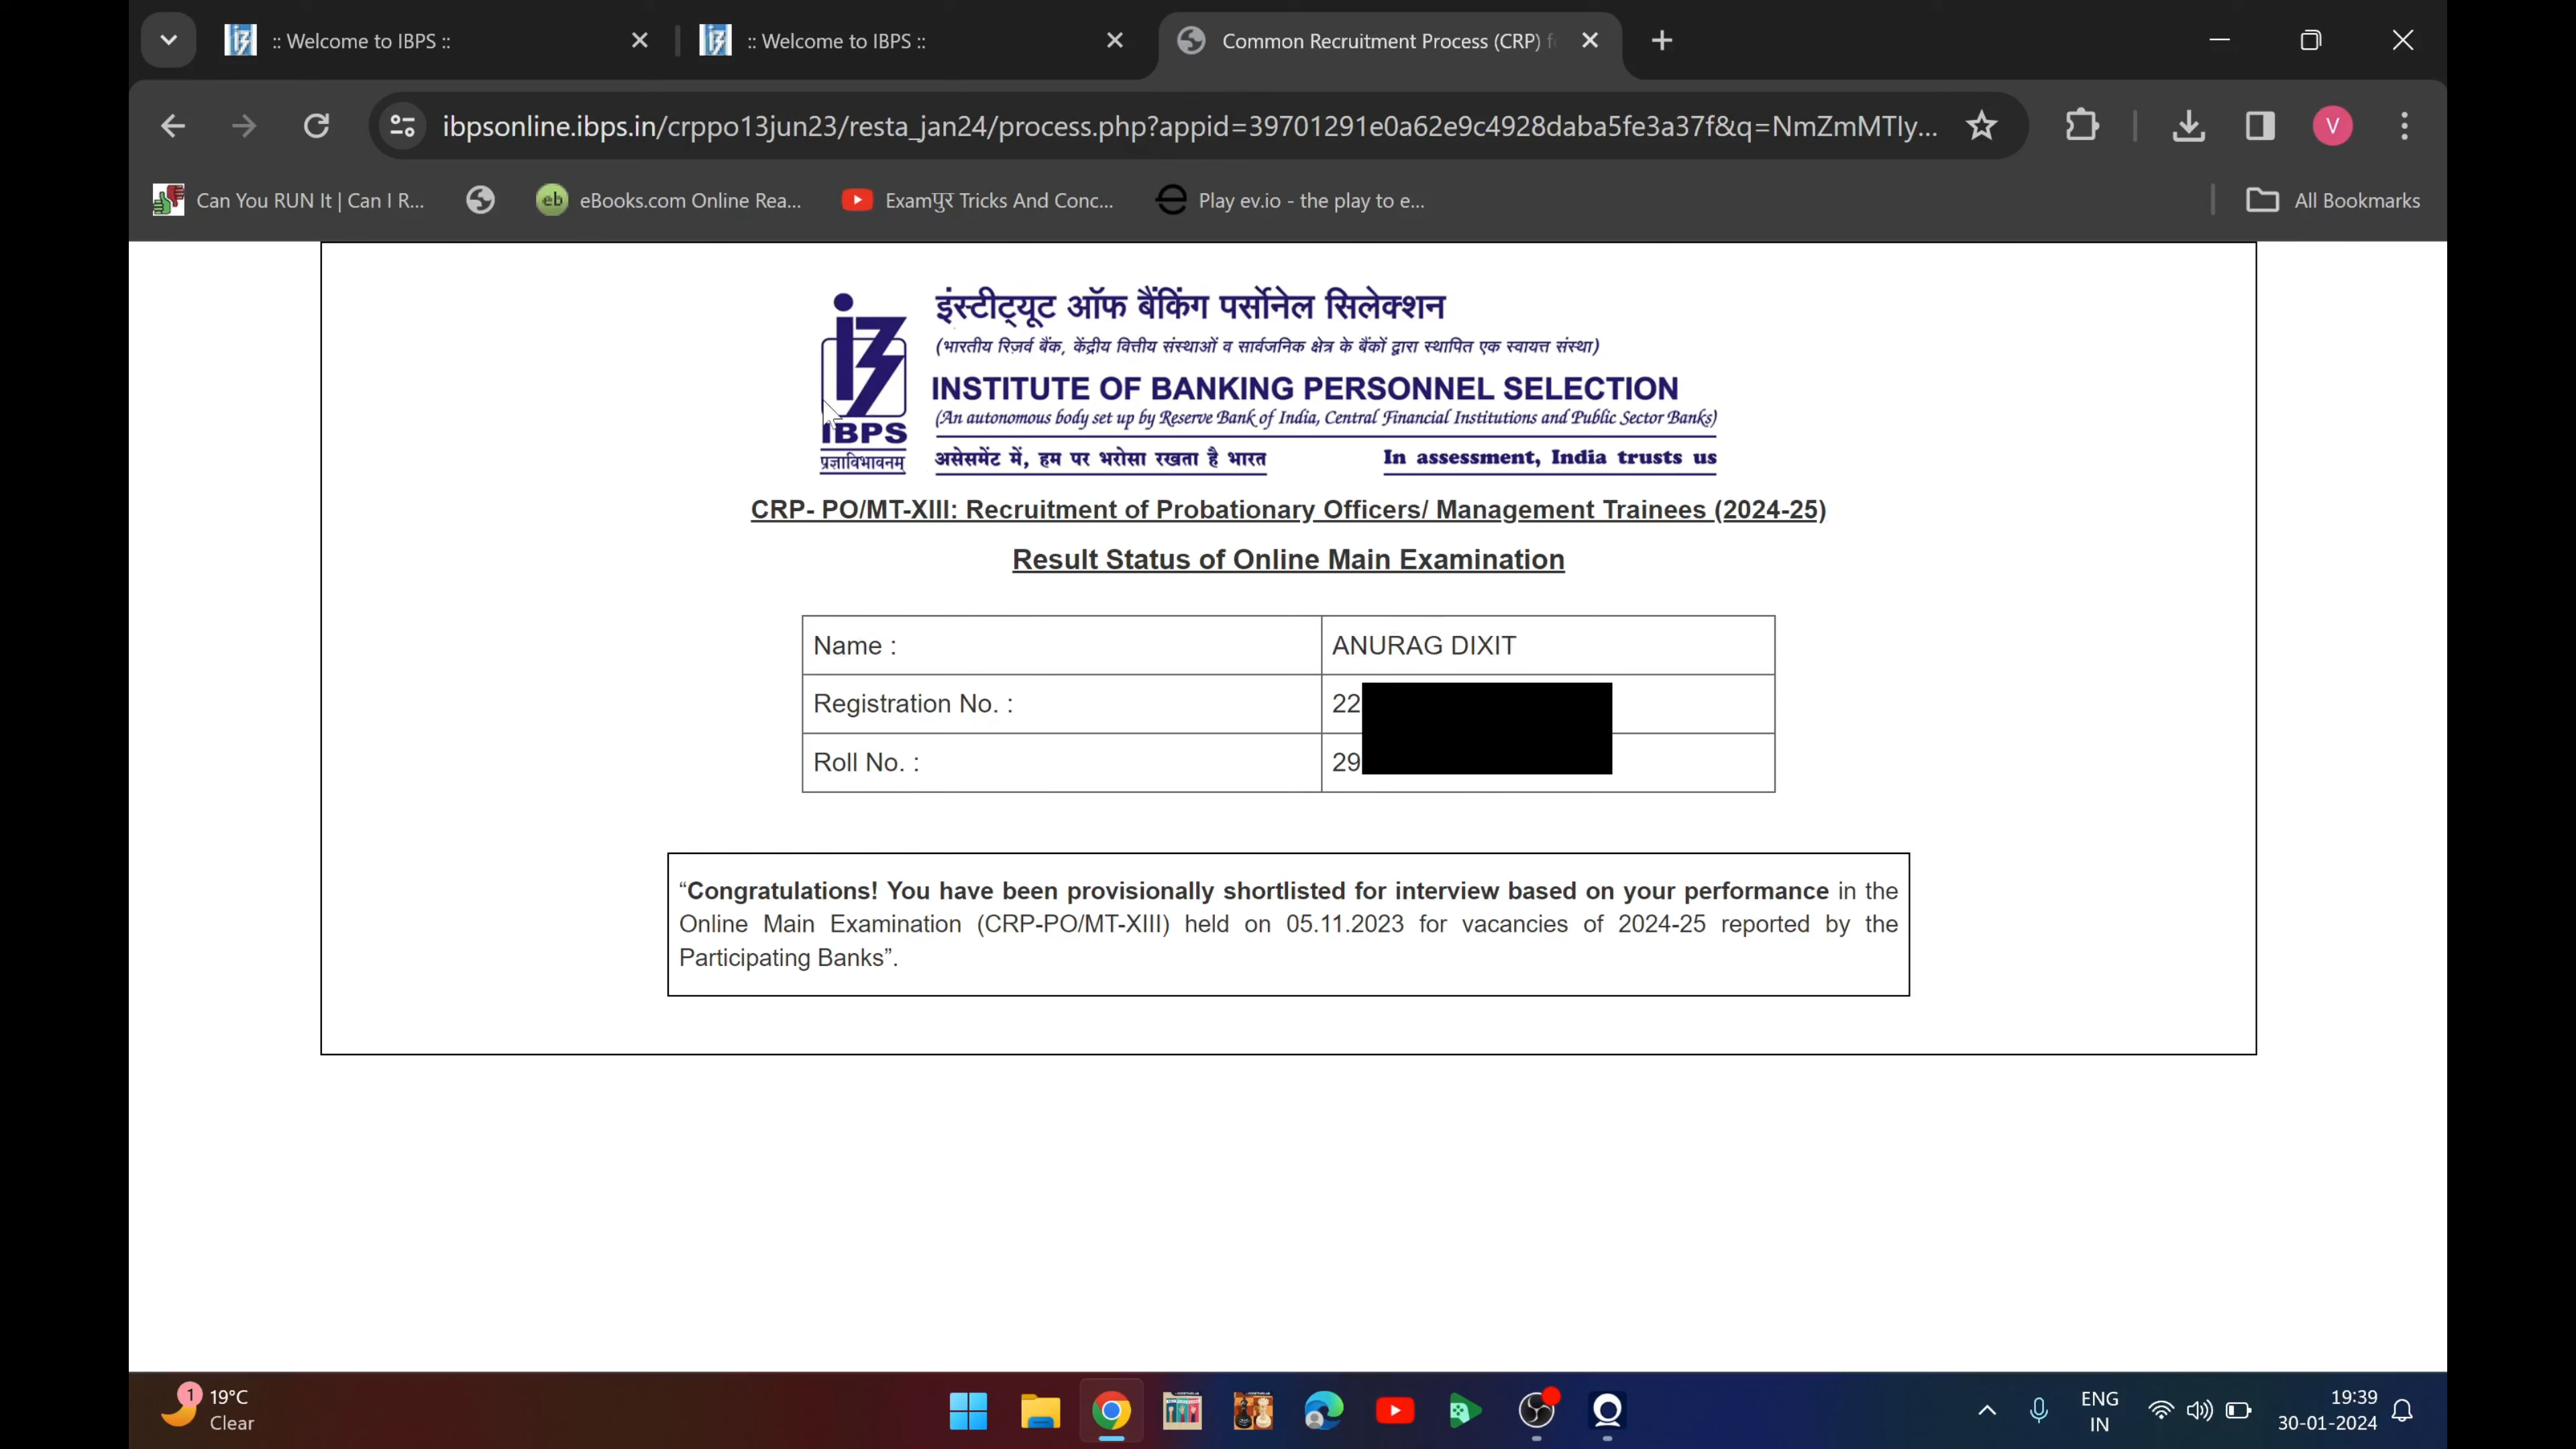 :: Welcome to IBPS ::
:: Welcome to IBPS ::
Common Recruitment Process (CRP) f
ibpsonline.ibps.in/crppo13jun23/resta_jan24/process.php?appid=39701291e0a62e9c4928daba5fe3a37f&q=NmZmMTIy...
V
Can You RUN It | Can I R...
eb
eBooks.com Online Rea...
Examपुर Tricks And Conc...
Play ev.io - the play to e...
All Bookmarks
इंस्टीट्यूट ऑफ बैंकिंग पर्सोनेल सिलेक्शन
(भारतीय रिज़र्व बैंक, केंद्रीय वित्तीय संस्थाओं व सार्वजनिक क्षेत्र के बैंकों द्वारा स्थापित एक स्वायत्त संस्था)
INSTITUTE OF BANKING PERSONNEL SELECTION
(An autonomous body set up by Reserve Bank of India, Central Financial Institutions and Public Sector Banks)
IBPS
प्रज्ञाविभावनम्
असेसमेंट में, हम पर भरोसा रखता है भारत
In assessment, India trusts us
CRP- PO/MT-XIII: Recruitment of Probationary Officers/ Management Trainees (2024-25)
Result Status of Online Main Examination
Name : ANURAG DIXIT
Registration No. : 22
Roll No. : 29
“Congratulations! You have been provisionally shortlisted for interview based on your performance in the
Online Main Examination (CRP-PO/MT-XIII) held on 05.11.2023 for vacancies of 2024-25 reported by the
Participating Banks”.
1
19°C
Clear
ENG
IN
19:39
30-01-2024